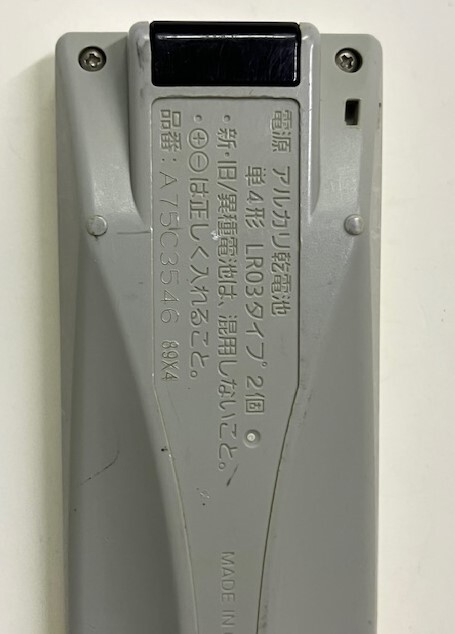 電源 アルカリ乾電池
単4形 LR03タイプ 2個
・新・旧/異種電池は、混用しないこと。
・⊕⊖は正しく入れること。
品番：A75C3546 89X4
MADE IN